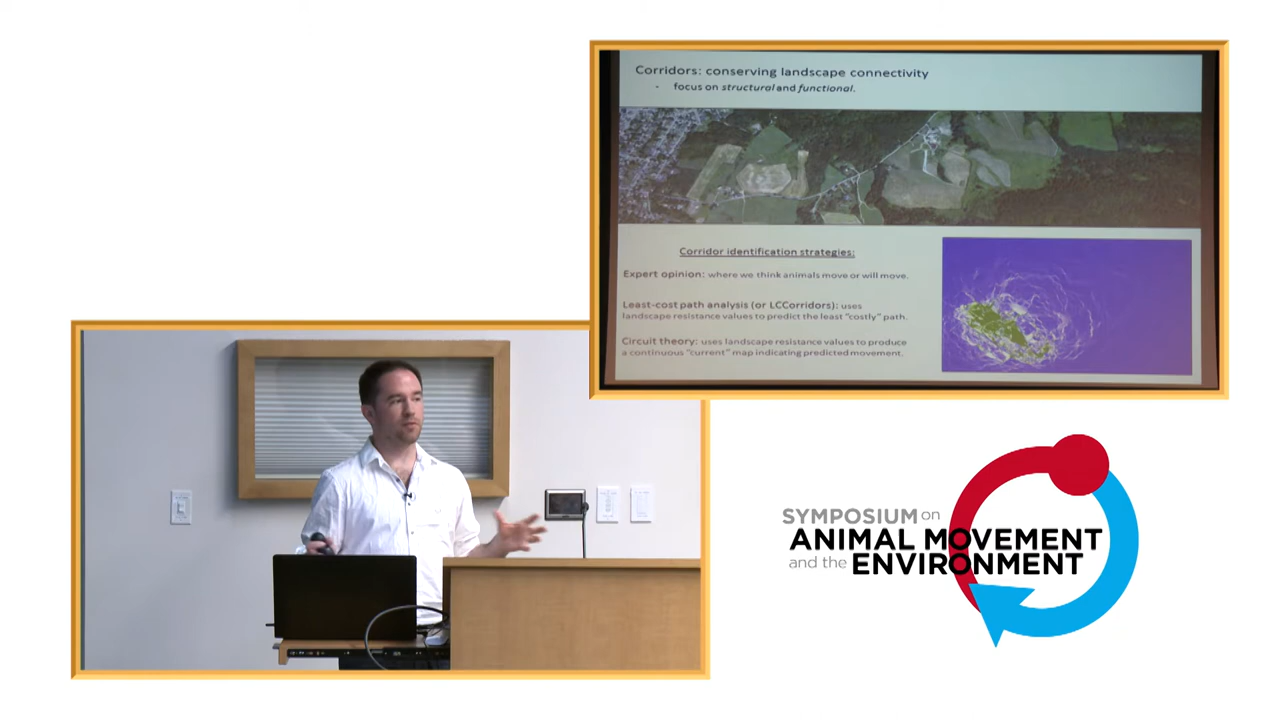 Corridors: conserving landscape connectivity
- focus on structural and functional.
Corridor identification strategies:
Expert opinion: where we think animals move or will move.
Least-cost path analysis (or LCCorridors): uses
landscape resistance values to predict the least “costly” path.
Circuit theory: uses landscape resistance values to produce
a continuous “current” map indicating predicted movement.
SYMPOSIUM on
ANIMAL MOVEMENT
and the ENVIRONMENT